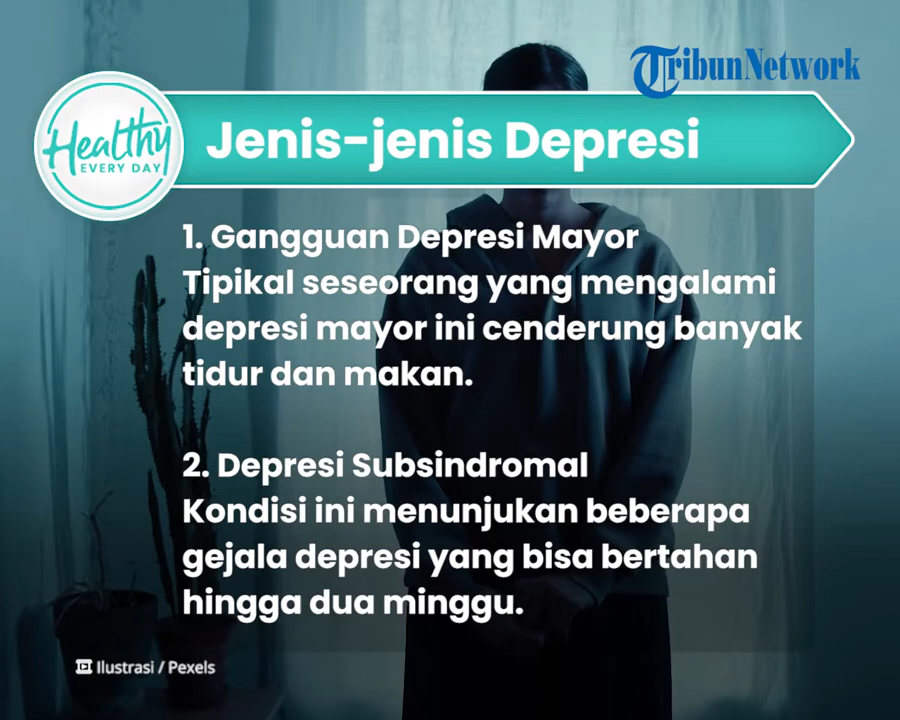 TribunNetwork
Healthy
EVERY DAY
Jenis-jenis Depresi
1. Gangguan Depresi Mayor
Tipikal seseorang yang mengalami
depresi mayor ini cenderung banyak
tidur dan makan.
2. Depresi Subsindromal
Kondisi ini menunjukan beberapa
gejala depresi yang bisa bertahan
hingga dua minggu.
Ilustrasi / Pexels